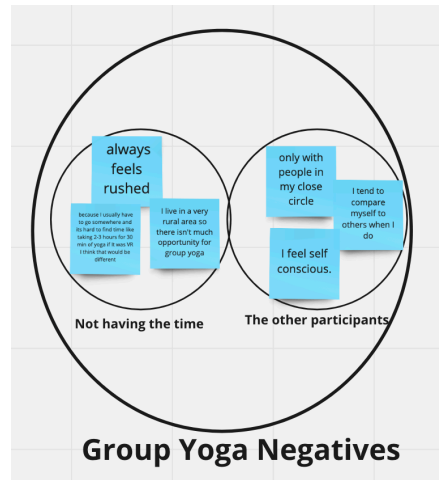 always
feels
rushed
because I usually have
to go somewhere and
its hard to find time like
taking 2-3 hours for 30
min of yoga if it was VR
I think that would be
different
I live in a very
rural area so
there isn't much
opportunity for
group yoga
Not having the time
only with
people in
my close
circle
I tend to
compare
myself to
others when I
do
I feel self
conscious.
The other participants
Group Yoga Negatives